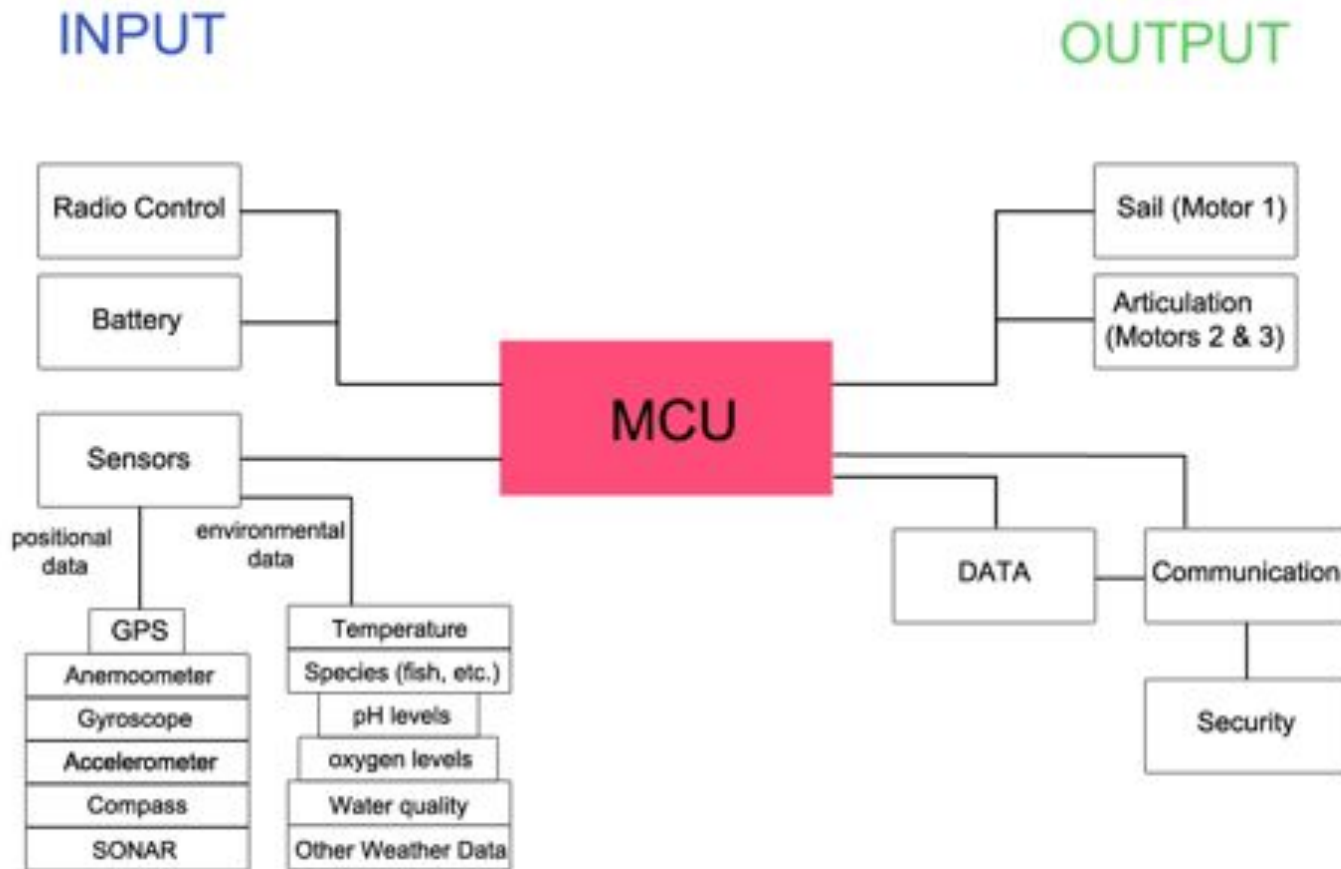 INPUT
OUTPUT
Radio Control
Battery
Sensors
positional
data
environmental
data
GPS
Anemoometer
Gyroscope
Accelerometer
Compass
SONAR
Temperature
Species (fish, etc.)
pH levels
oxygen levels
Water quality
Other Weather Data
MCU
Sail (Motor 1)
Articulation
(Motors 2 & 3)
DATA
Communication
Security